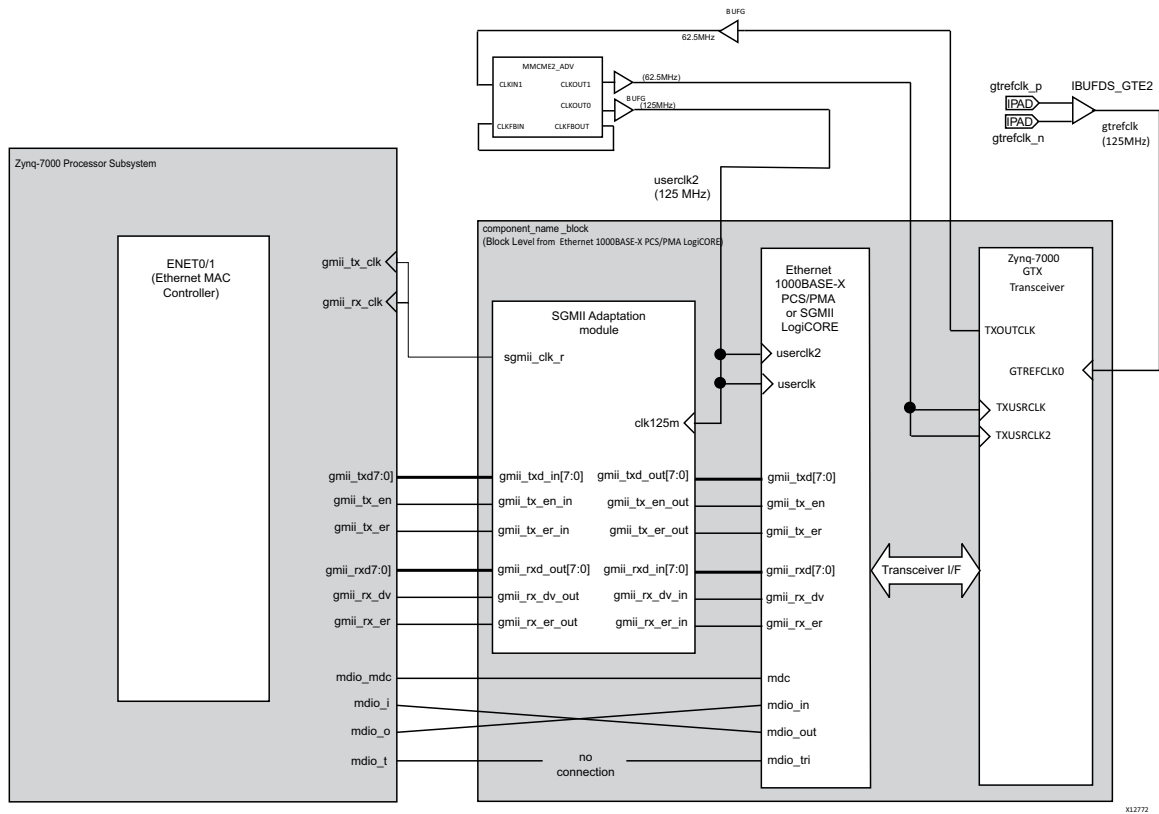 BUFG
62.5MHz
MMCME2_ADV
CLKIN1
CLKOUT1
(62.5MHz)
CLKOUT0
BUFG
(125MHz)
CLKFBIN
CLKFBOUT
gtrefclk_p
IPAD
IPAD
gtrefclk_n
IBUFDS_GTE2
gtrefclk
(125MHz)
userclk2
(125 MHz)
Zynq-7000 Processor Subsystem
ENET0/1
(Ethernet MAC
Controller)
gmii_tx_clk
gmii_rx_clk
gmii_txd7:0]
gmii_tx_en
gmii_tx_er
gmii_rxd7:0]
gmii_rx_dv
gmii_rx_er
mdio_mdc
mdio_i
mdio_o
mdio_t
component_name _block
(Block Level from Ethernet 1000BASE-X PCS/PMA LogiCORE)
SGMII Adaptation
module
sgmii_clk_r
clk125m
gmii_txd_in[7:0]
gmii_txd_out[7:0]
gmii_tx_en_in
gmii_tx_en_out
gmii_tx_er_in
gmii_tx_er_out
gmii_rxd_out[7:0]
gmii_rxd_in[7:0]
gmii_rx_dv_out
gmii_rx_dv_in
gmii_rx_er_out
gmii_rx_er_in
no
connection
Ethernet
1000BASE-X
PCS/PMA
or SGMII
LogiCORE
userclk2
userclk
gmii_txd[7:0]
gmii_tx_en
gmii_tx_er
gmii_rxd[7:0]
gmii_rx_dv
gmii_rx_er
mdc
mdio_in
mdio_out
mdio_tri
Transceiver I/F
Zynq-7000
GTX
Transceiver
TXOUTCLK
GTREFCLK0
TXUSRCLK
TXUSRCLK2
X12772